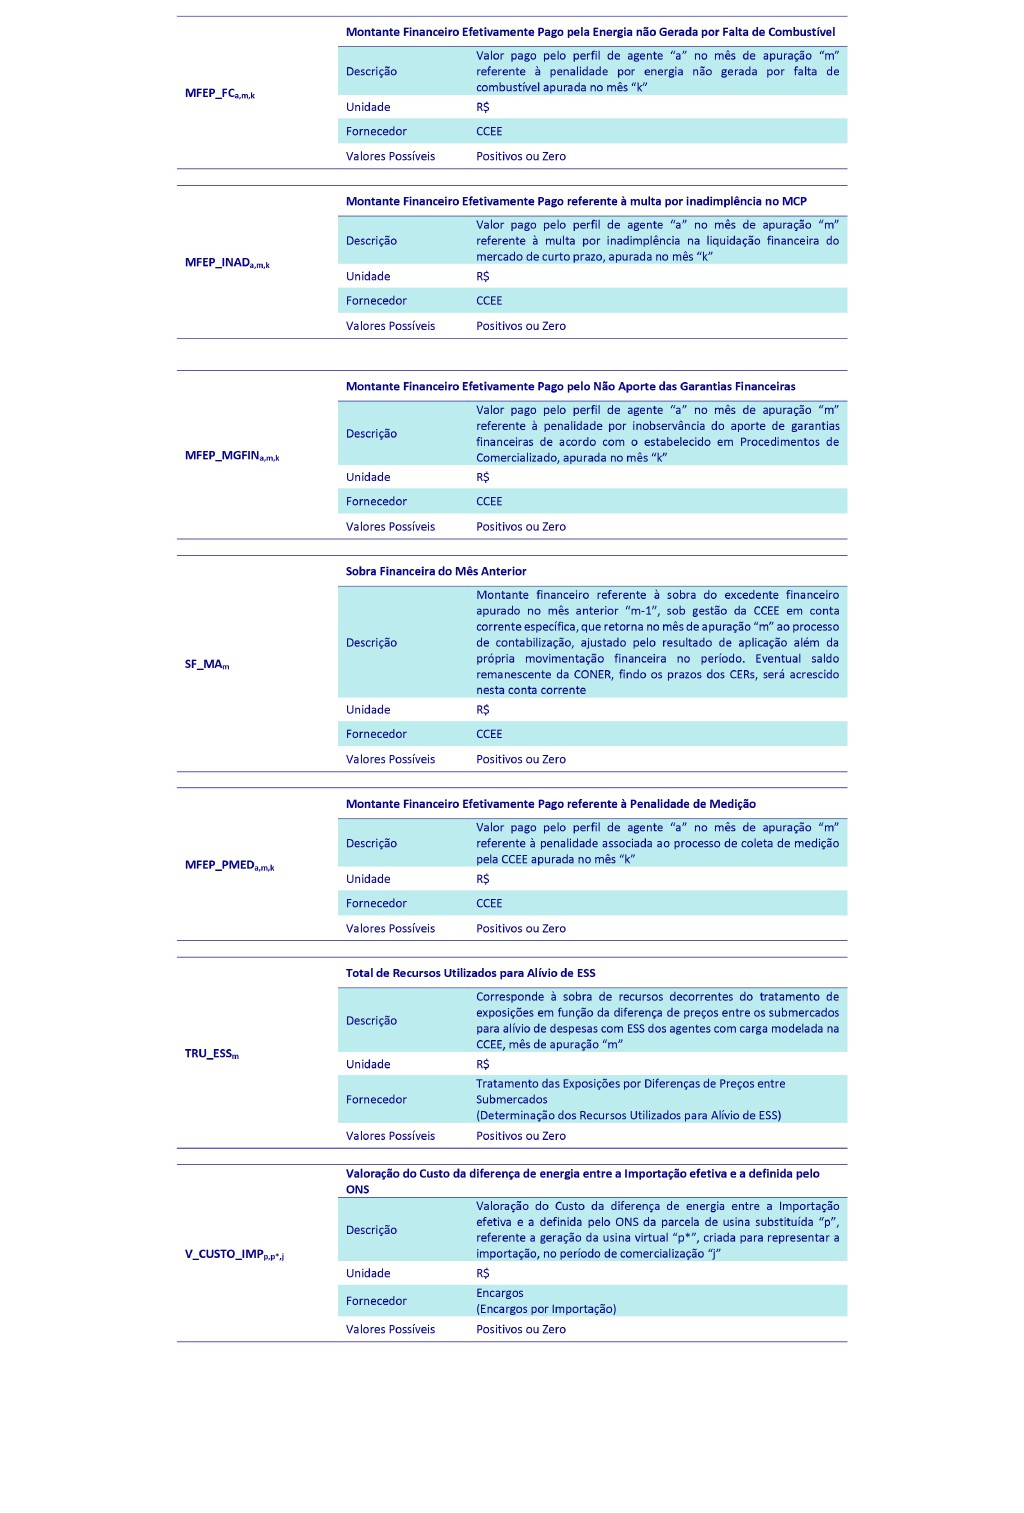 Montante Financeiro Efetivamente Pago pela Energia não Gerada por Falta de Combustível
MFEP_FCa,m,k
Descrição
Valor pago pelo perfil de agente “a” no mês de apuração “m”
referente à penalidade por energia não gerada por falta de
combustível apurada no mês “k”
Unidade R$
Fornecedor CCEE
Valores Possíveis Positivos ou Zero
Montante Financeiro Efetivamente Pago referente à multa por inadimplência no MCP
MFEP_INADa,m,k
Descrição
Valor pago pelo perfil de agente “a” no mês de apuração “m”
referente à multa por inadimplência na liquidação financeira do
mercado de curto prazo, apurada no mês “k”
Unidade R$
Fornecedor CCEE
Valores Possíveis Positivos ou Zero
Montante Financeiro Efetivamente Pago pelo Não Aporte das Garantias Financeiras
MFEP_MGFINa,m,k
Descrição
Valor pago pelo perfil de agente “a” no mês de apuração “m”
referente à penalidade por inobservância do aporte de garantias
financeiras de acordo com o estabelecido em Procedimentos de
Comercializado, apurada no mês “k”
Unidade R$
Fornecedor CCEE
Valores Possíveis Positivos ou Zero
Sobra Financeira do Mês Anterior
SF_MAm
Descrição
Montante financeiro referente à sobra do excedente financeiro
apurado no mês anterior “m-1”, sob gestão da CCEE em conta
corrente específica, que retorna no mês de apuração “m” ao processo
de contabilização, ajustado pelo resultado de aplicação além da
própria movimentação financeira no período. Eventual saldo
remanescente da CONER, findo os prazos dos CERs, será acrescido
nesta conta corrente
Unidade R$
Fornecedor CCEE
Valores Possíveis Positivos ou Zero
Montante Financeiro Efetivamente Pago referente à Penalidade de Medição
MFEP_PMEDa,m,k
Descrição
Valor pago pelo perfil de agente “a” no mês de apuração “m”
referente à penalidade associada ao processo de coleta de medição
pela CCEE apurada no mês “k”
Unidade R$
Fornecedor CCEE
Valores Possíveis Positivos ou Zero
Total de Recursos Utilizados para Alívio de ESS
TRU_ESSm
Descrição
Corresponde à sobra de recursos decorrentes do tratamento de
exposições em função da diferença de preços entre os submercados
para alívio de despesas com ESS dos agentes com carga modelada na
CCEE, mês de apuração “m”
Unidade R$
Fornecedor
Tratamento das Exposições por Diferenças de Preços entre
Submercados
(Determinação dos Recursos Utilizados para Alívio de ESS)
Valores Possíveis Positivos ou Zero
Valoração do Custo da diferença de energia entre a Importação efetiva e a definida pelo
ONS
V_CUSTO_IMPp,p*,j
Descrição
Valoração do Custo da diferença de energia entre a Importação
efetiva e a definida pelo ONS da parcela de usina substituída “p”,
referente a geração da usina virtual “p*”, criada para representar a
importação, no período de comercialização “j”
Unidade R$
Fornecedor
Encargos
(Encargos por Importação)
Valores Possíveis Positivos ou Zero